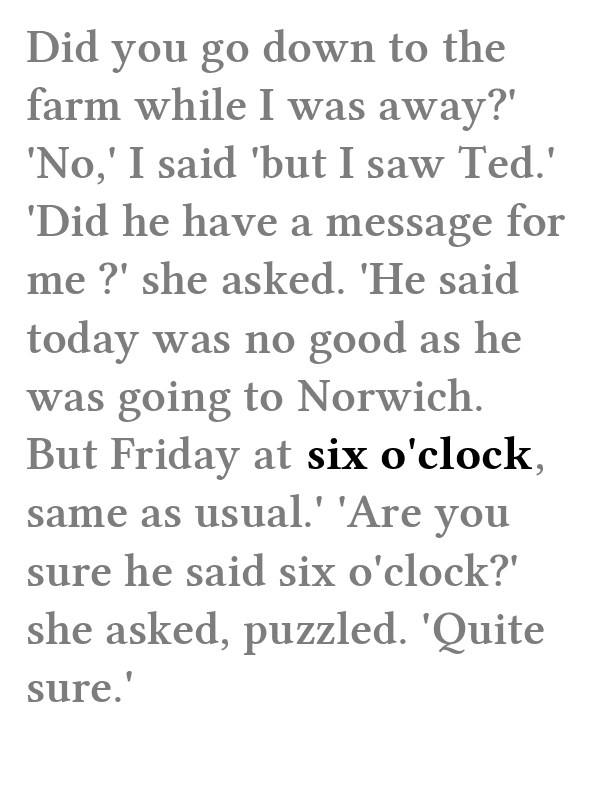 Did you go down to the
farm while I was away?'
'No,' I said 'but I saw Ted.'
'Did he have a message for
me ?' she asked. 'He said
today was no good as he
was going to Norwich.
But Friday at six o'clock,
same as usual.' 'Are you
sure he said six o'clock?'
she asked, puzzled. 'Quite
sure.'